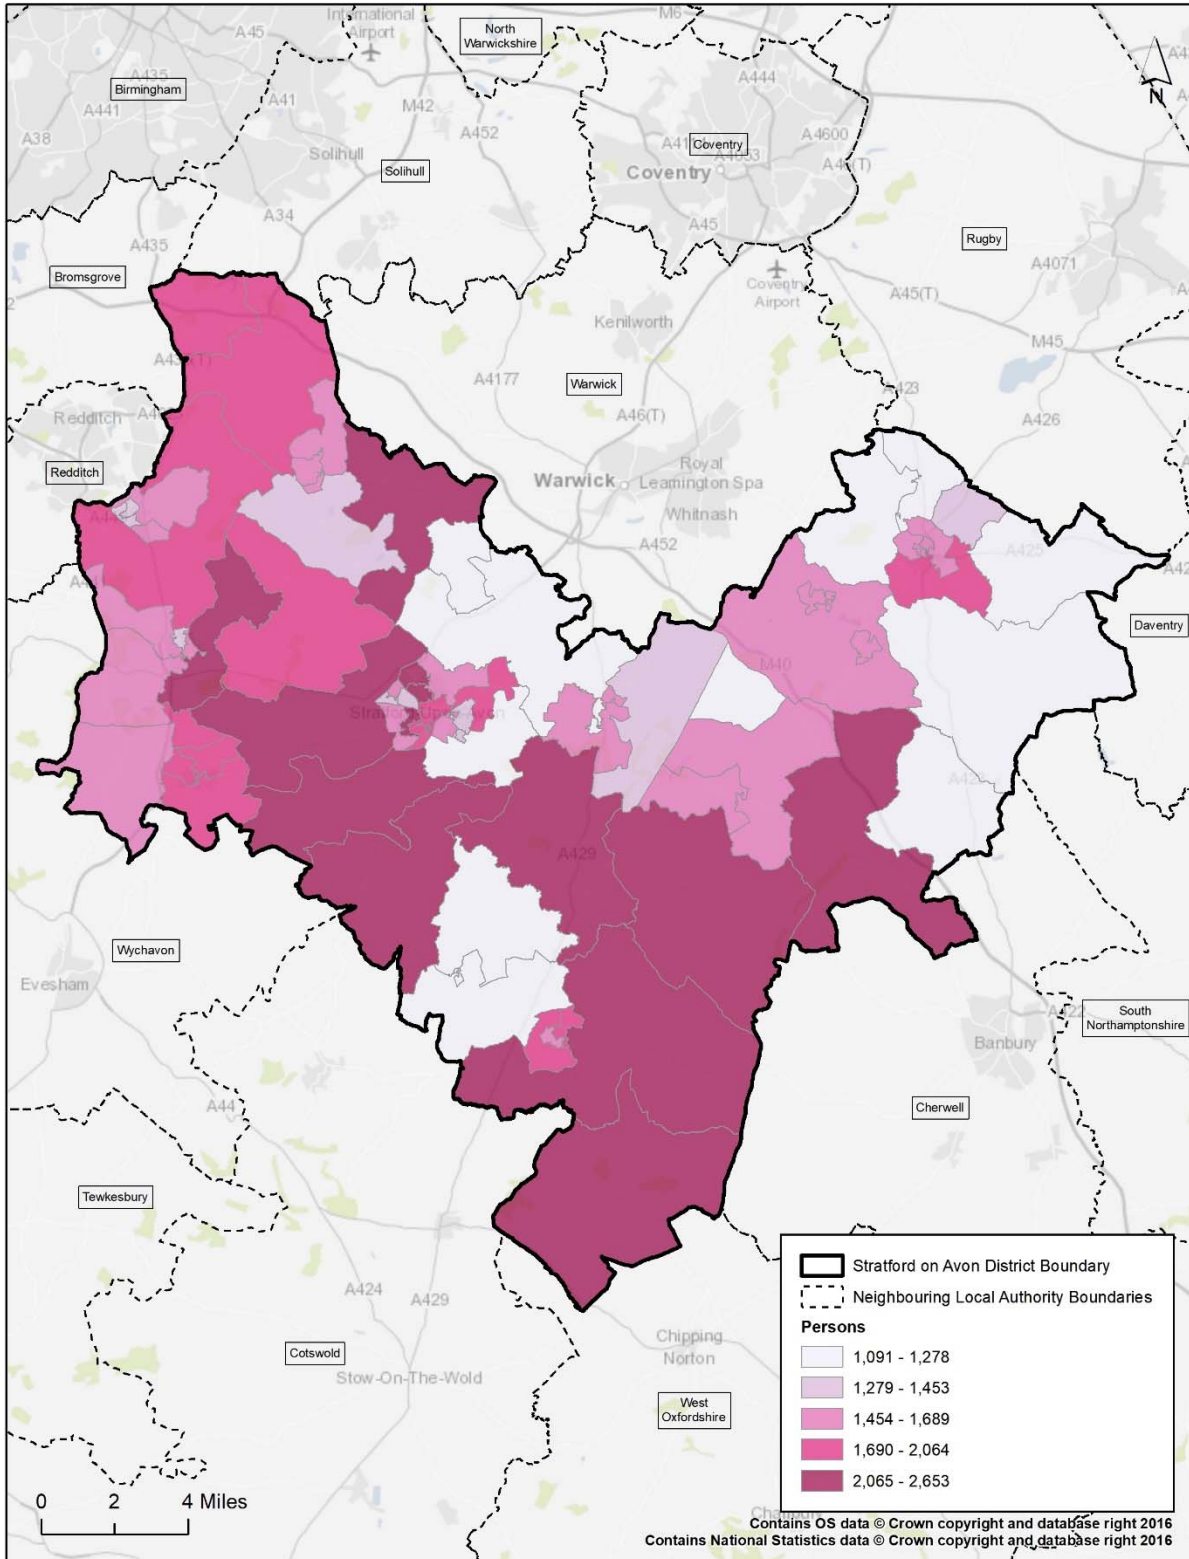 International
Airport
M6
A45
North
Warwickshire
A435
Birmingham
A441
A41
M42
A444
A38
A452
Solihull
Solihull
Coventry
A4600
Coventry
A34
A45
Rugby
A435
Bromsgrove
A4071
Coventry
Airport
A45(T)
Kenilworth
M45
A4177
Warwick
A423
Redditch
A46(T)
A426
Redditch
Royal
Leamington Spa
Warwick
Whitnash
A452
A425
Daventry
M40
Stratford-Upon-Avon
A429
Wychavon
Evesham
South
Northamptonshire
A422
Banbury
A44
Cherwell
Tewkesbury
A424
A429
Cotswold
Chipping
Norton
Stow-On-The-Wold
West
Oxfordshire
N
Stratford on Avon District Boundary
Neighbouring Local Authority Boundaries
Persons
1,091 - 1,278
1,279 - 1,453
1,454 - 1,689
1,690 - 2,064
2,065 - 2,653
0 2 4 Miles
Contains OS data © Crown copyright and database right 2016
Contains National Statistics data © Crown copyright and database right 2016